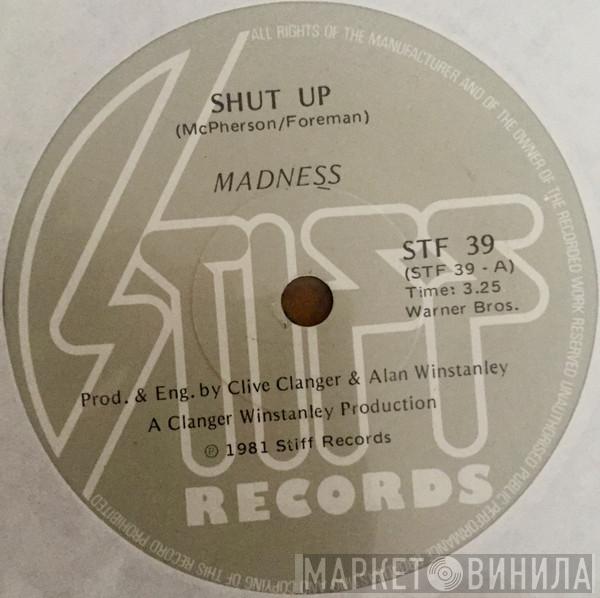 ALL RIGHTS OF THE MANUFACTURER AND OF THE OWNER OF THE RECORDED WORK RESERVED UNAUTHORISED PUBLIC PERFORMANCE AND COPYING OF THIS RECORD PROHIBITED
SHUT UP
(McPherson/Foreman)
MADNESS
STIFF
STF 39
(STF 39 - A)
Time: 3.25
Warner Bros.
Prod. & Eng. by Clive Clanger & Alan Winstanley
A Clanger Winstanley Production
℗ 1981 Stiff Records
RECORDS
МАРКЕТ ВИНИЛА